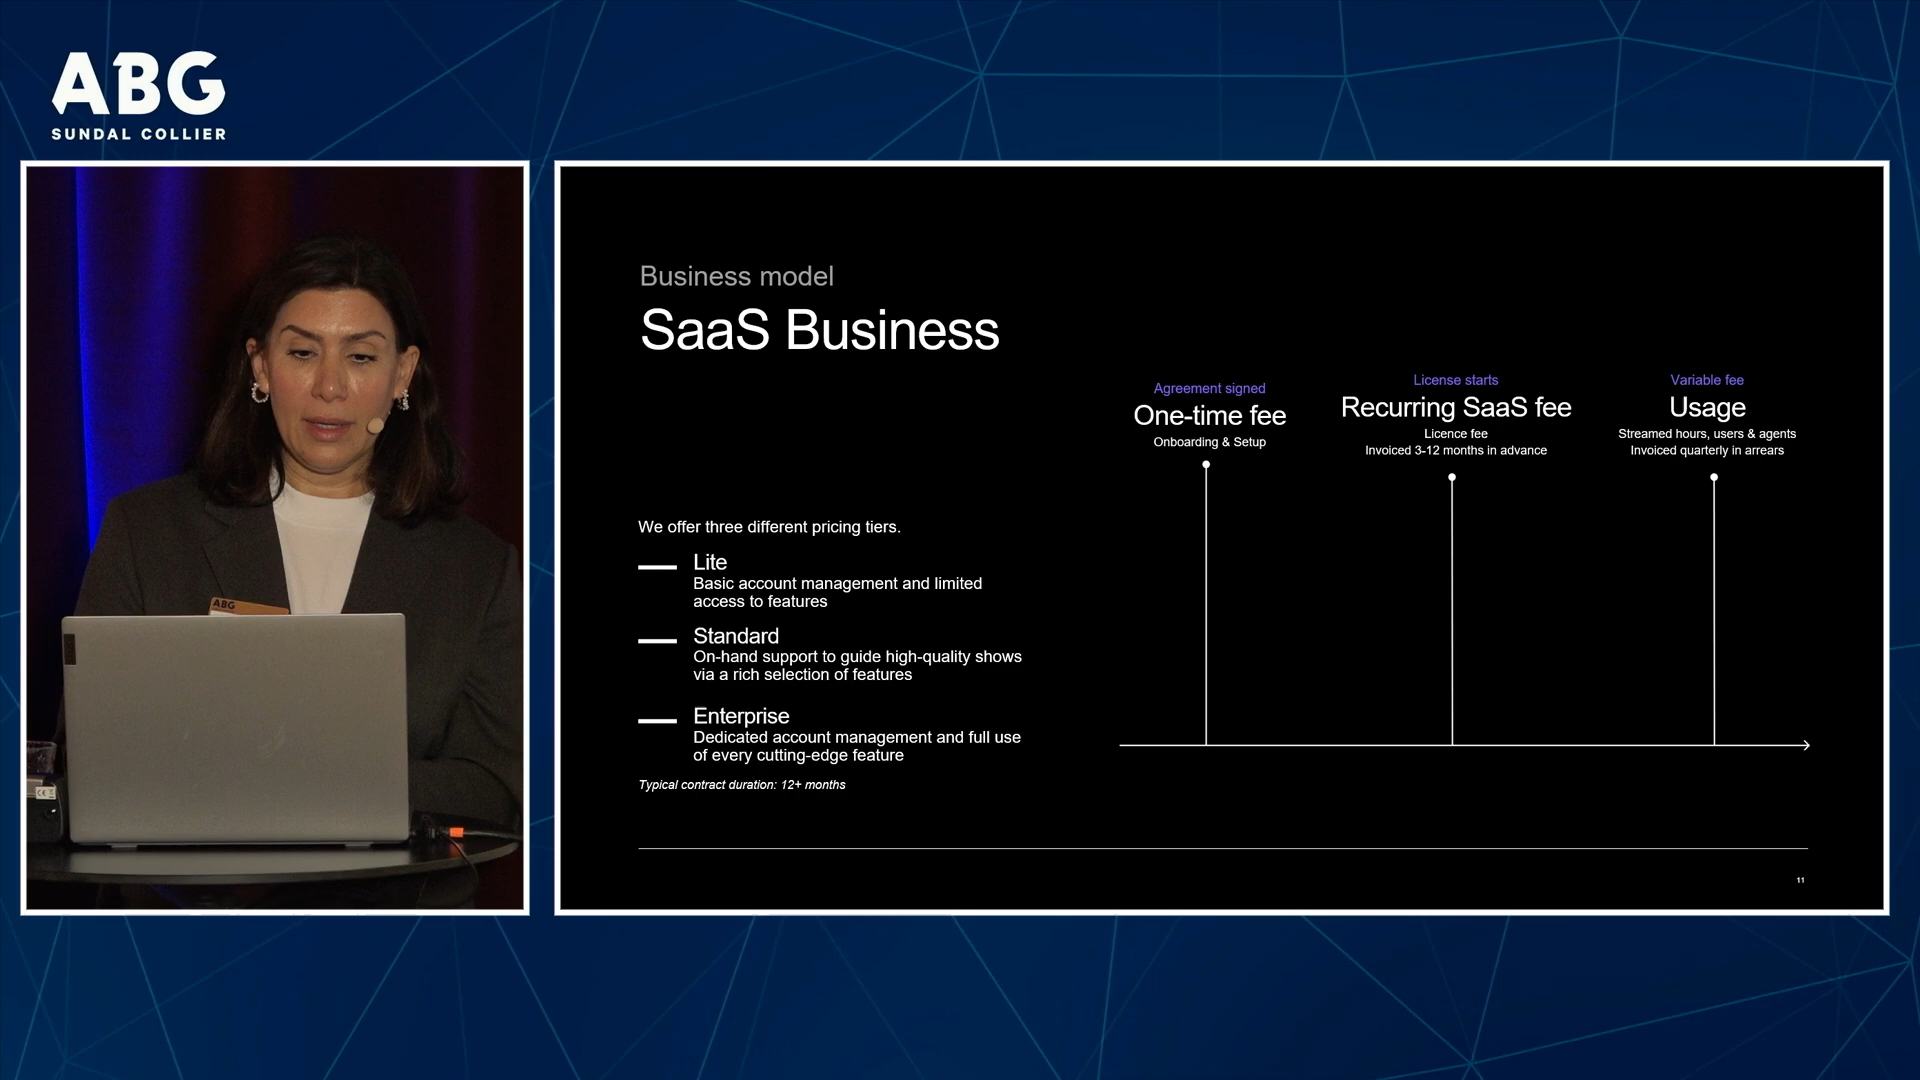 ABG
SUNDAL COLLIER
ABG
CE
Business model
SaaS Business
We offer three different pricing tiers.
Lite
Basic account management and limited
access to features
Standard
On-hand support to guide high-quality shows
via a rich selection of features
Enterprise
Dedicated account management and full use
of every cutting-edge feature
Typical contract duration: 12+ months
Agreement signed
One-time fee
Onboarding & Setup
License starts
Recurring SaaS fee
Licence fee
Invoiced 3-12 months in advance
Variable fee
Usage
Streamed hours, users & agents
Invoiced quarterly in arrears
11